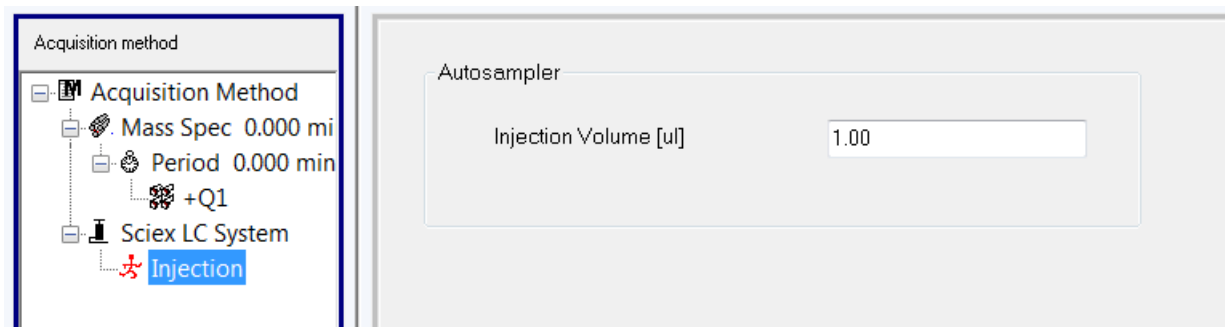 Acquisition method
Acquisition Method
Mass Spec 0.000 mi
Period 0.000 min
+Q1
Sciex LC System
Injection
Autosampler
Injection Volume [ul]
1.00